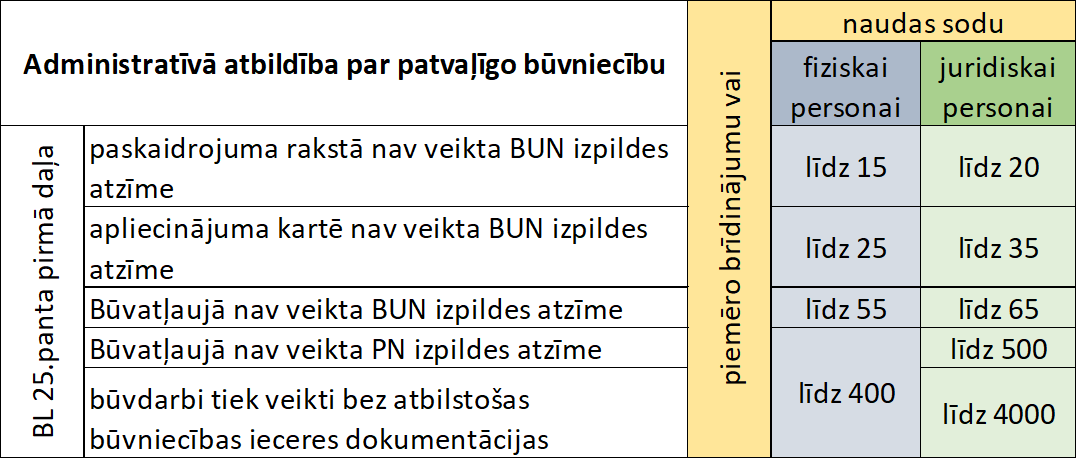 Administratīvā atbildība par patvaļīgo būvniecību
piemēro brīdinājumu vai
naudas sodu
fiziskai
personai
juridiskai
personai
BL 25.panta pirmā daļa
paskaidrojuma rakstā nav veikta BUN izpildes
atzīme
līdz 15
līdz 20
apliecinājuma kartē nav veikta BUN izpildes
atzīme
līdz 25
līdz 35
Būvatļaujā nav veikta BUN izpildes atzīme
līdz 55
līdz 65
Būvatļaujā nav veikta PN izpildes atzīme
līdz 400
līdz 500
būvdarbi tiek veikti bez atbilstošas
būvniecības ieceres dokumentācijas
līdz 4000